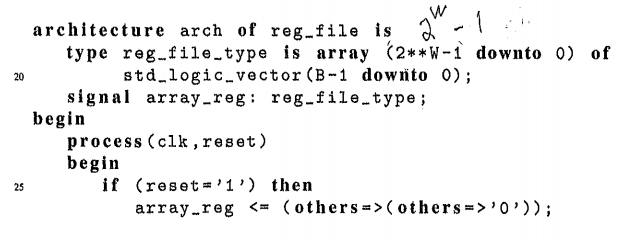 architecture arch of reg_file is 2^W - 1
type reg_file_type is array (2**W-1 downto 0) of
20 std_logic_vector(B-1 downto 0);
signal array_reg: reg_file_type;
begin
process(clk,reset)
begin
25 if (reset='1') then
array_reg <= (others=>(others=>'0'));